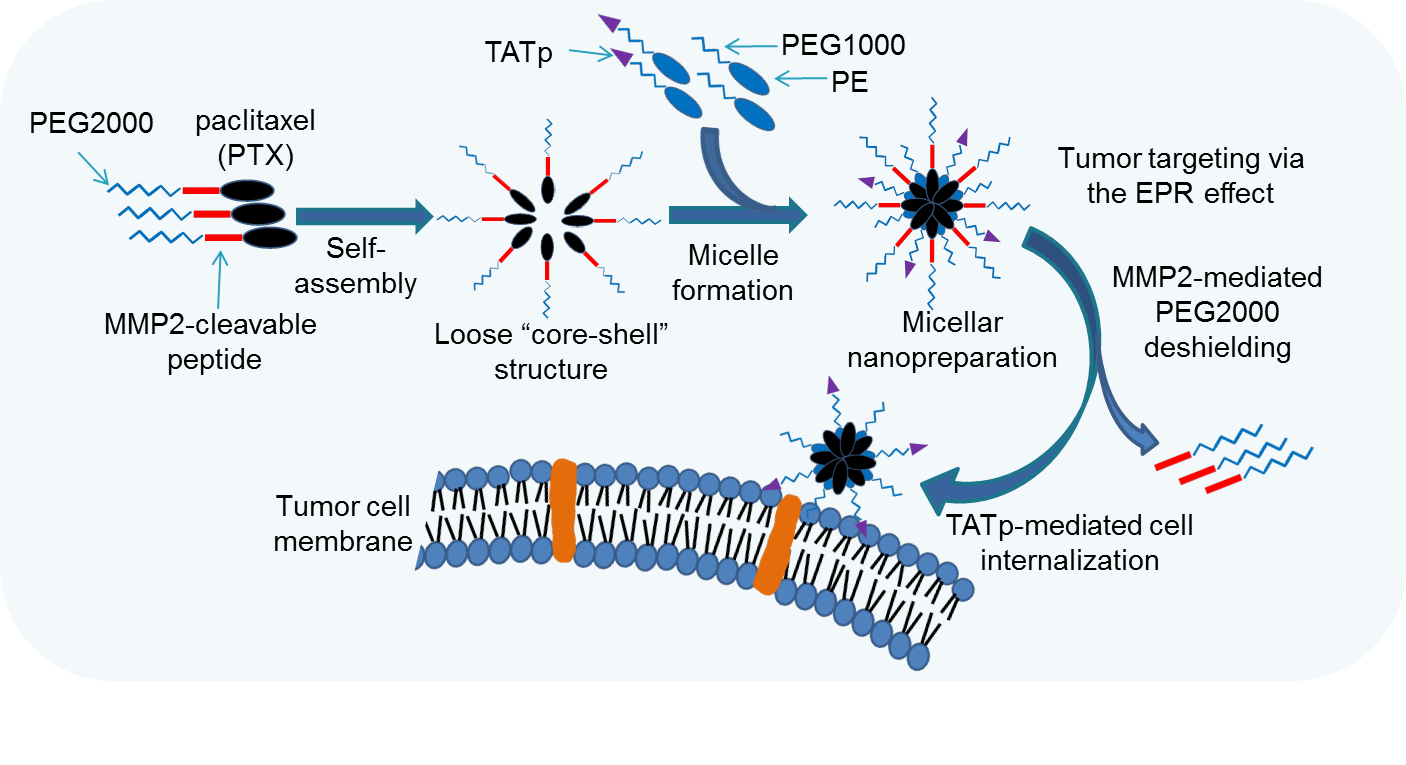 TATp
PEG1000
PE
PEG2000
paclitaxel
(PTX)
MMP2-cleavable
peptide
Self-
assembly
Loose “core-shell”
structure
Micelle
formation
Micellar
nanopreparation
Tumor targeting via
the EPR effect
MMP2-mediated
PEG2000
deshielding
TATp-mediated cell
internalization
Tumor cell
membrane